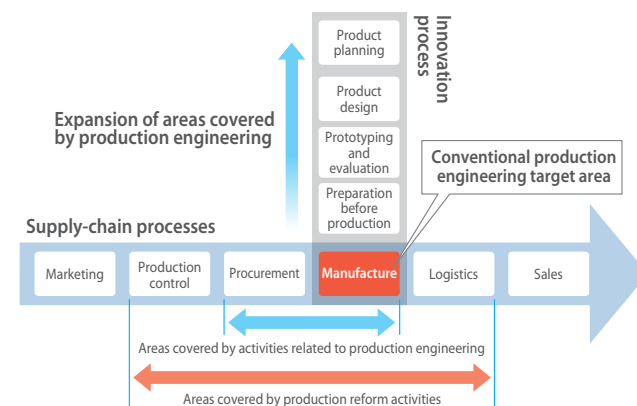 Product
planning
Innovation
process
Product
design
Expansion of areas covered
by production engineering
Prototyping
and
evaluation
Conventional production
engineering target area
Preparation
before
production
Supply-chain processes
Marketing
Production
control
Procurement
Manufacture
Logistics
Sales
Areas covered by activities related to production engineering
Areas covered by production reform activities